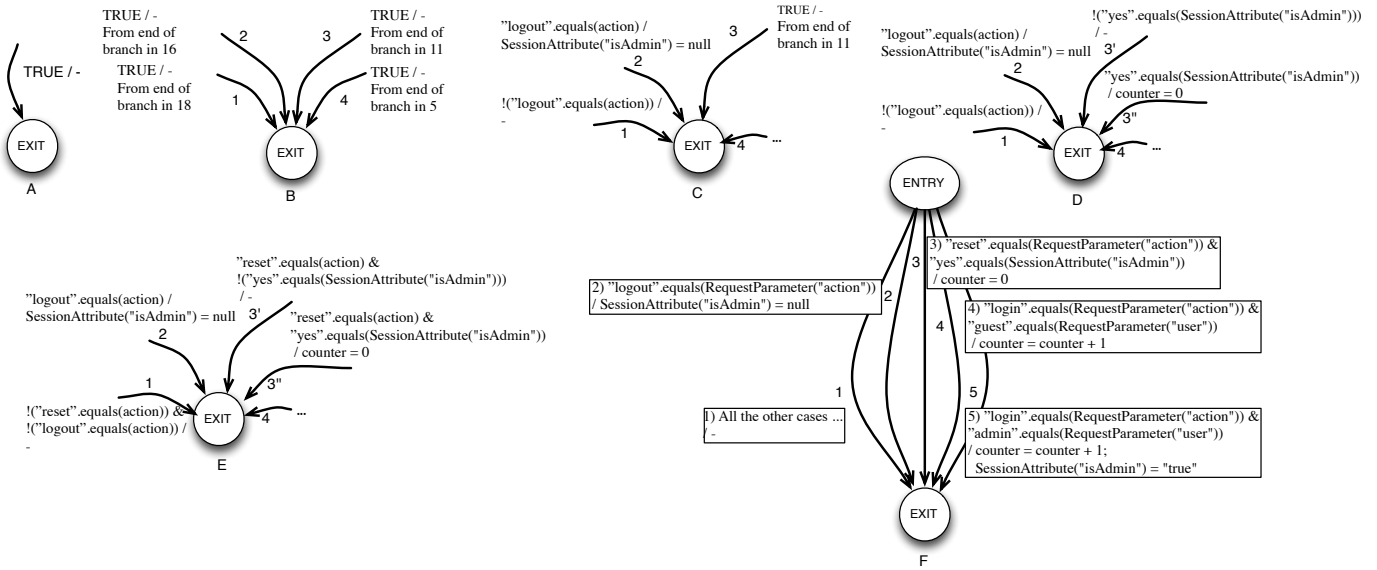 TRUE / -
EXIT
A
TRUE / -
From end of
branch in 16
TRUE / -
From end of
branch in 18
2
3
1
4
TRUE / -
From end of
branch in 11
TRUE / -
From end of
branch in 5
EXIT
B
"logout".equals(action) /
SessionAttribute("isAdmin") = null
2
3
TRUE / -
From end of
branch in 11
!("logout".equals(action)) /
-
1
4
...
EXIT
C
!("yes".equals(SessionAttribute("isAdmin")))
/ -
"logout".equals(action) /
SessionAttribute("isAdmin") = null
3'
2
"yes".equals(SessionAttribute("isAdmin"))
/ counter = 0
3"
!("logout".equals(action)) /
-
1
4
...
EXIT
D
"reset".equals(action) &
!("yes".equals(SessionAttribute("isAdmin")))
/ -
"logout".equals(action) /
SessionAttribute("isAdmin") = null
3'
2
"reset".equals(action) &
"yes".equals(SessionAttribute("isAdmin"))
/ counter = 0
3"
1
!("reset".equals(action)) &
!("logout".equals(action)) /
-
4
...
EXIT
E
ENTRY
3) "reset".equals(RequestParameter("action")) &
"yes".equals(SessionAttribute("isAdmin"))
/ counter = 0
3
2) "logout".equals(RequestParameter("action"))
/ SessionAttribute("isAdmin") = null
2
4
4) "login".equals(RequestParameter("action")) &
"guest".equals(RequestParameter("user"))
/ counter = counter + 1
1
5
1) All the other cases ...
/ -
5) "login".equals(RequestParameter("action")) &
"admin".equals(RequestParameter("user"))
/ counter = counter + 1;
SessionAttribute("isAdmin") = "true"
EXIT
F